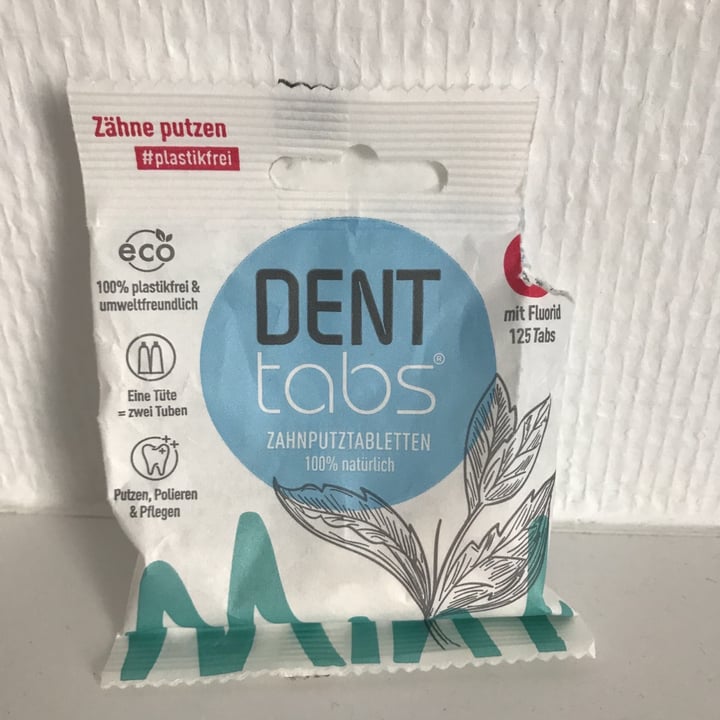 Zähne putzen
#plastikfrei
eco
100% plastikfrei &
umweltfreundlich
Eine Tüte
= zwei Tuben
Putzen, Polieren
& Pflegen
DENT
tabs®
ZAHNPUTZTABLETTEN
100% natürlich
mit Fluorid
125 Tabs
Mint